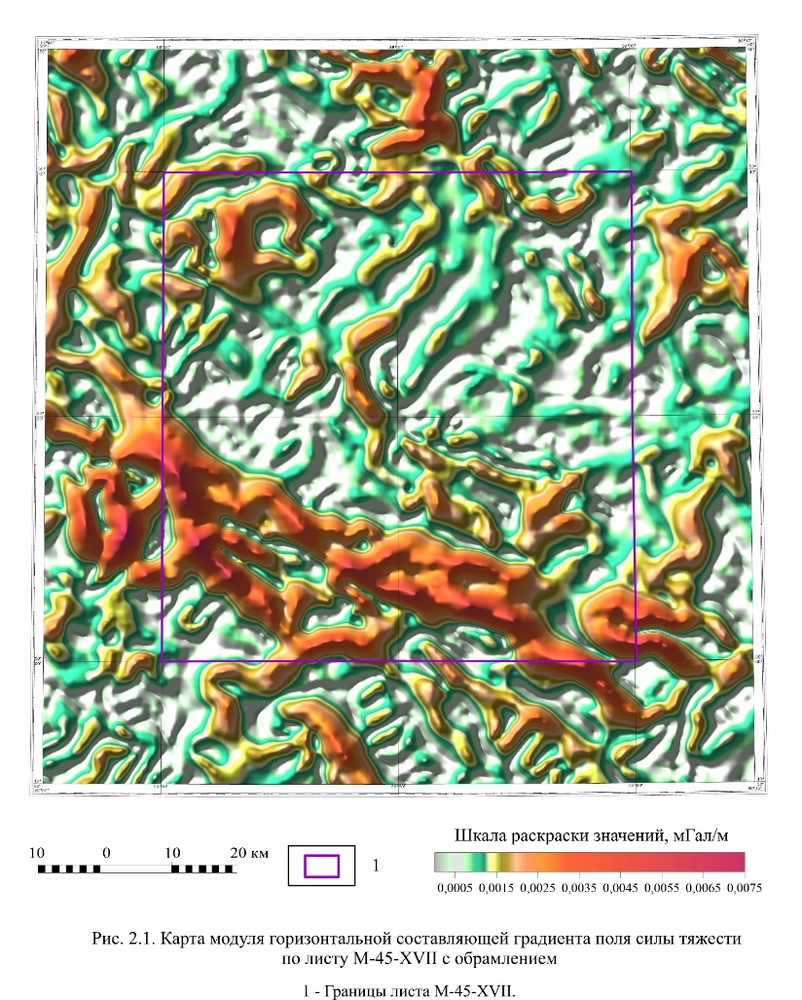 10 0 10 20 км
1
Шкала раскраски значений, мГал/м
0,0005 0,0015 0,0025 0,0035 0,0045 0,0055 0,0065 0,0075
Рис. 2.1. Карта модуля горизонтальной составляющей градиента поля силы тяжести
по листу М-45-XVII с обрамлением
1 - Границы листа М-45-XVII.